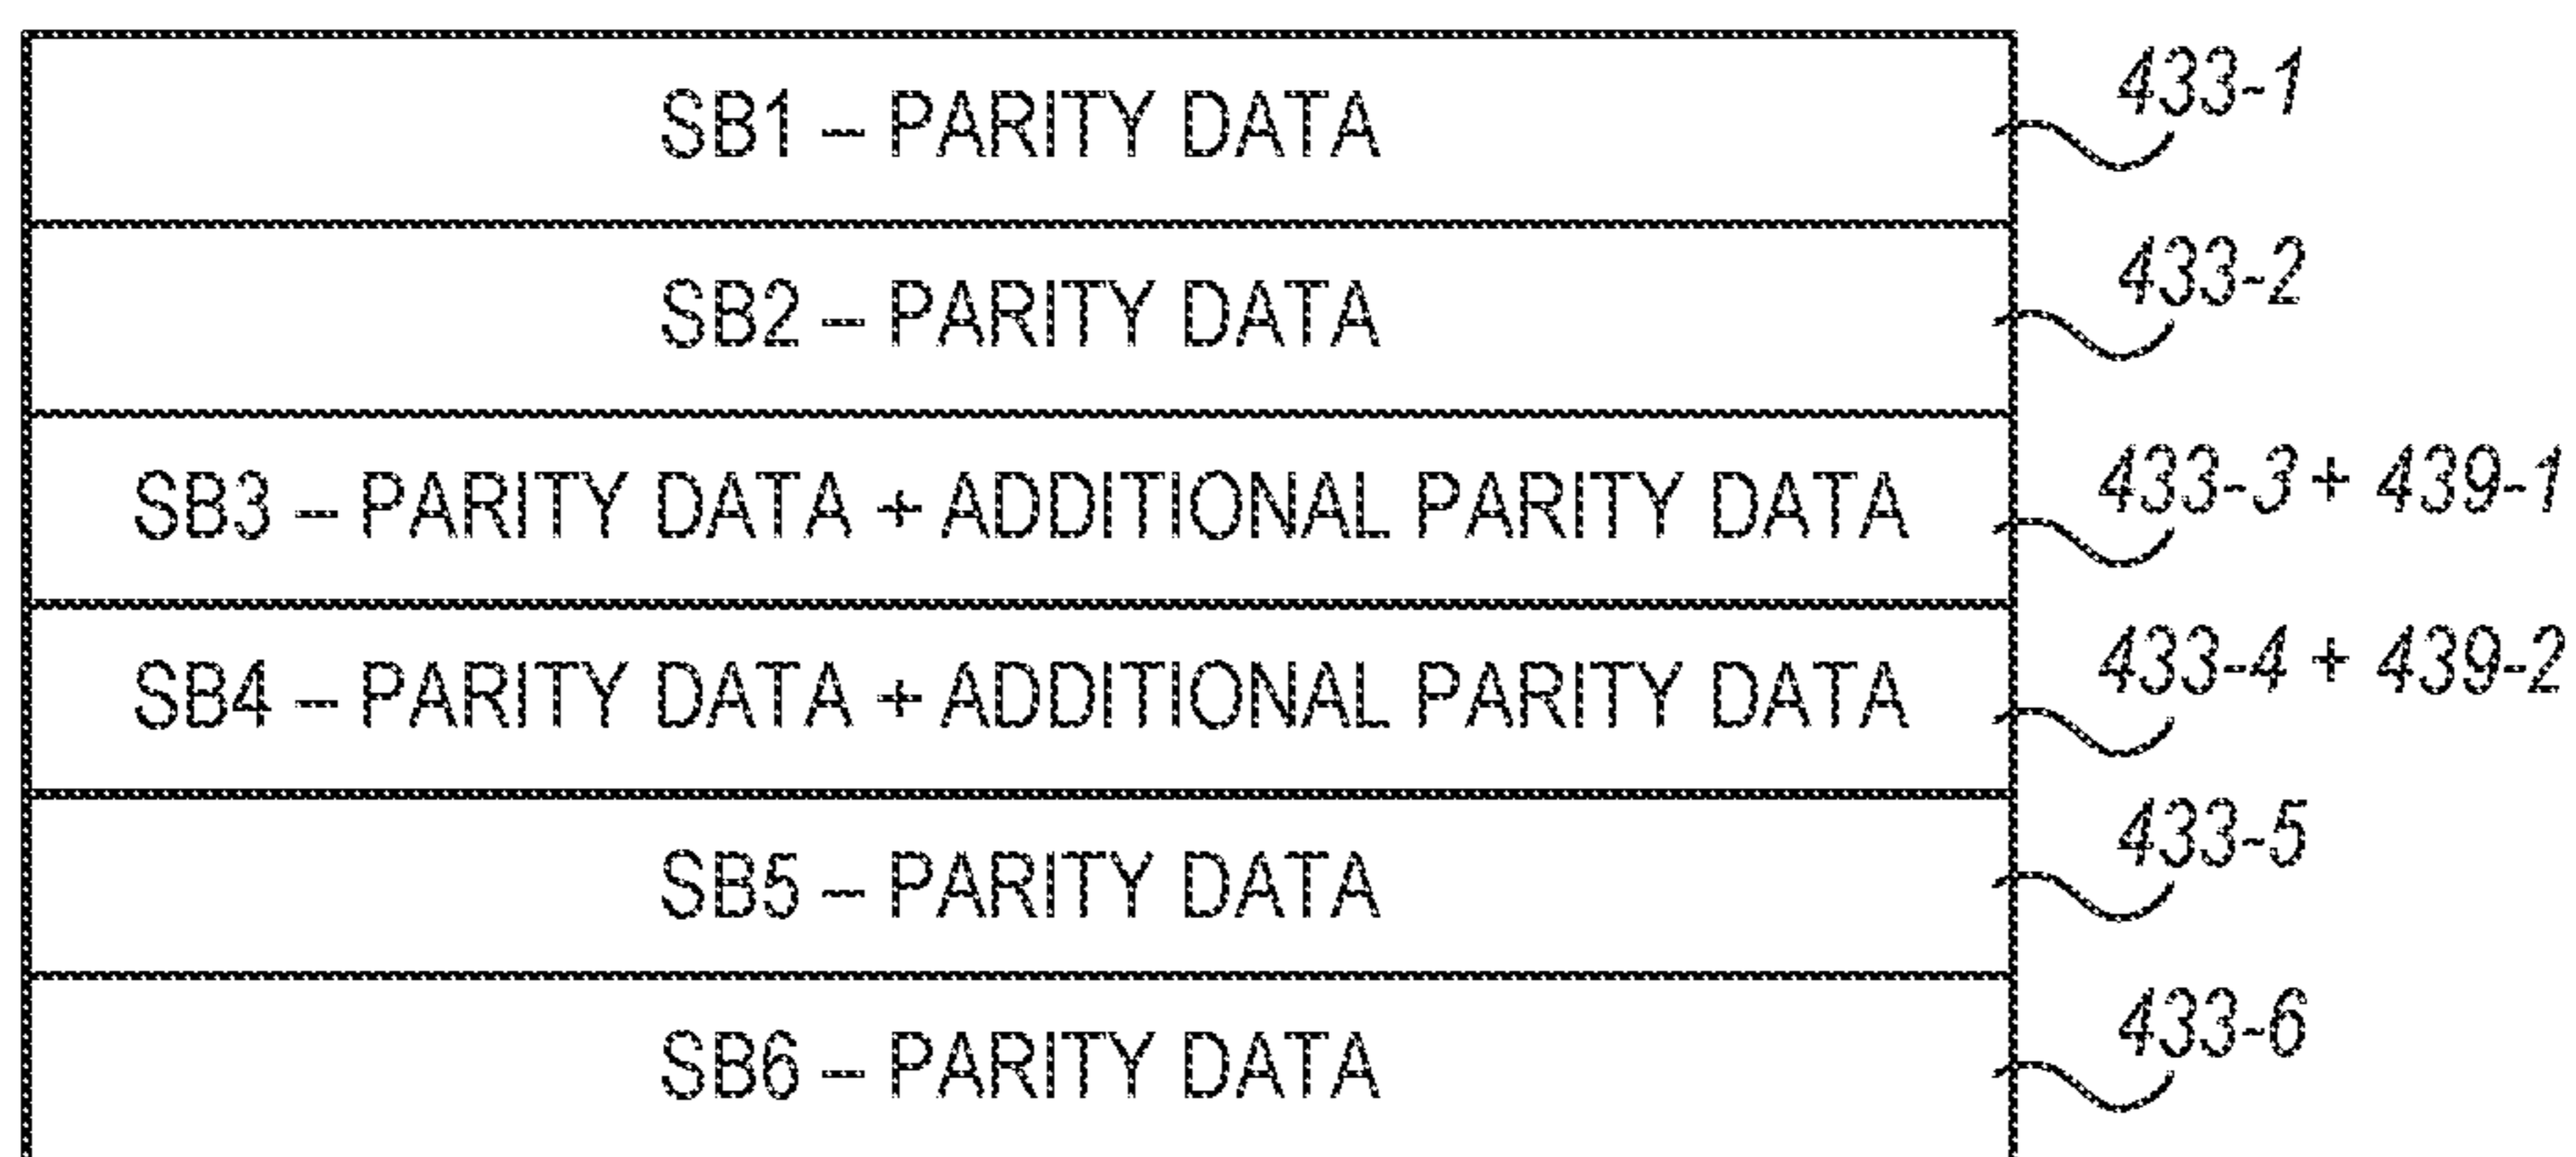 SB1 – PARITY DATA 433-1
SB2 – PARITY DATA 433-2
SB3 – PARITY DATA + ADDITIONAL PARITY DATA 433-3 + 439-1
SB4 – PARITY DATA + ADDITIONAL PARITY DATA 433-4 + 439-2
SB5 – PARITY DATA 433-5
SB6 – PARITY DATA 433-6